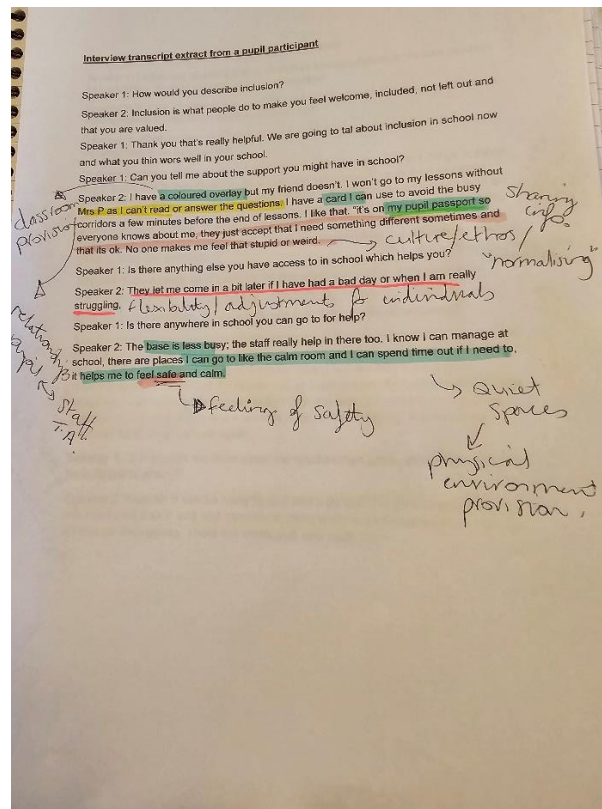 Interview transcript extract from a pupil participant
Speaker 1: How would you describe inclusion?
Speaker 2: Inclusion is what people do to make you feel welcome, included, not left out and
that you are valued.
Speaker 1: Thank you that's really helpful. We are going to tal about inclusion in school now
and what you thin wors well in your school.
Speaker 1: Can you tell me about the support you might have in school?
Speaker 2: I have a coloured overlay but my friend doesn't. I won't go to my lessons without
Mrs P as I can't read or answer the questions. I have a card I can use to avoid the busy
corridors a few minutes before the end of lessons. I like that. "it's on my pupil passport so
everyone knows about me, they just accept that I need something different sometimes and
that its ok. No one makes me feel that stupid or weird.
classroom
provision
sharing
info.
culture/ethos/
"normalising"
Speaker 1: Is there anything else you have access to in school which helps you?
Speaker 2: They let me come in a bit later if I have had a bad day or when I am really
struggling.
flexibility/adjustments for individuals
Speaker 1: Is there anywhere in school you can go to for help?
Speaker 2: The base is less busy; the staff really help in there too. I know i can manage at
school, there are places I can go to like the calm room and I can spend time out if I need to,
it helps me to feel safe and calm.
relationships
pupil
staff
T.A.
feeling of safety
Quiet
spaces
physical
environment
provision.